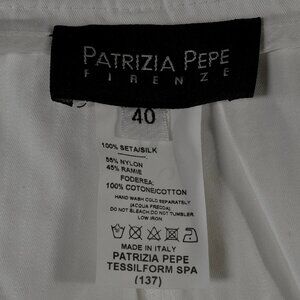 PATRIZIA PEPE
FIRENZE
40
100% SETA/SILK
55% NYLON
45% RAMIE
FODERA:
100% COTONE/COTTON
HAND WASH COLD SEPARATELY
(ACQUA FREDDA)
DO NOT BLEACH.DO NOT TUMBLER.
LOW IRON
MADE IN ITALY
PATRIZIA PEPE
TESSILFORM SPA
(137)